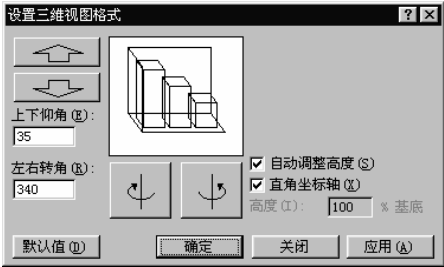 设置三维视图格式
上下仰角(E):
35
左右转角(R):
340
自动调整高度(S)
直角坐标轴(X)
高度(I): 100 % 基底
默认值(D) 确定 关闭 应用(A)